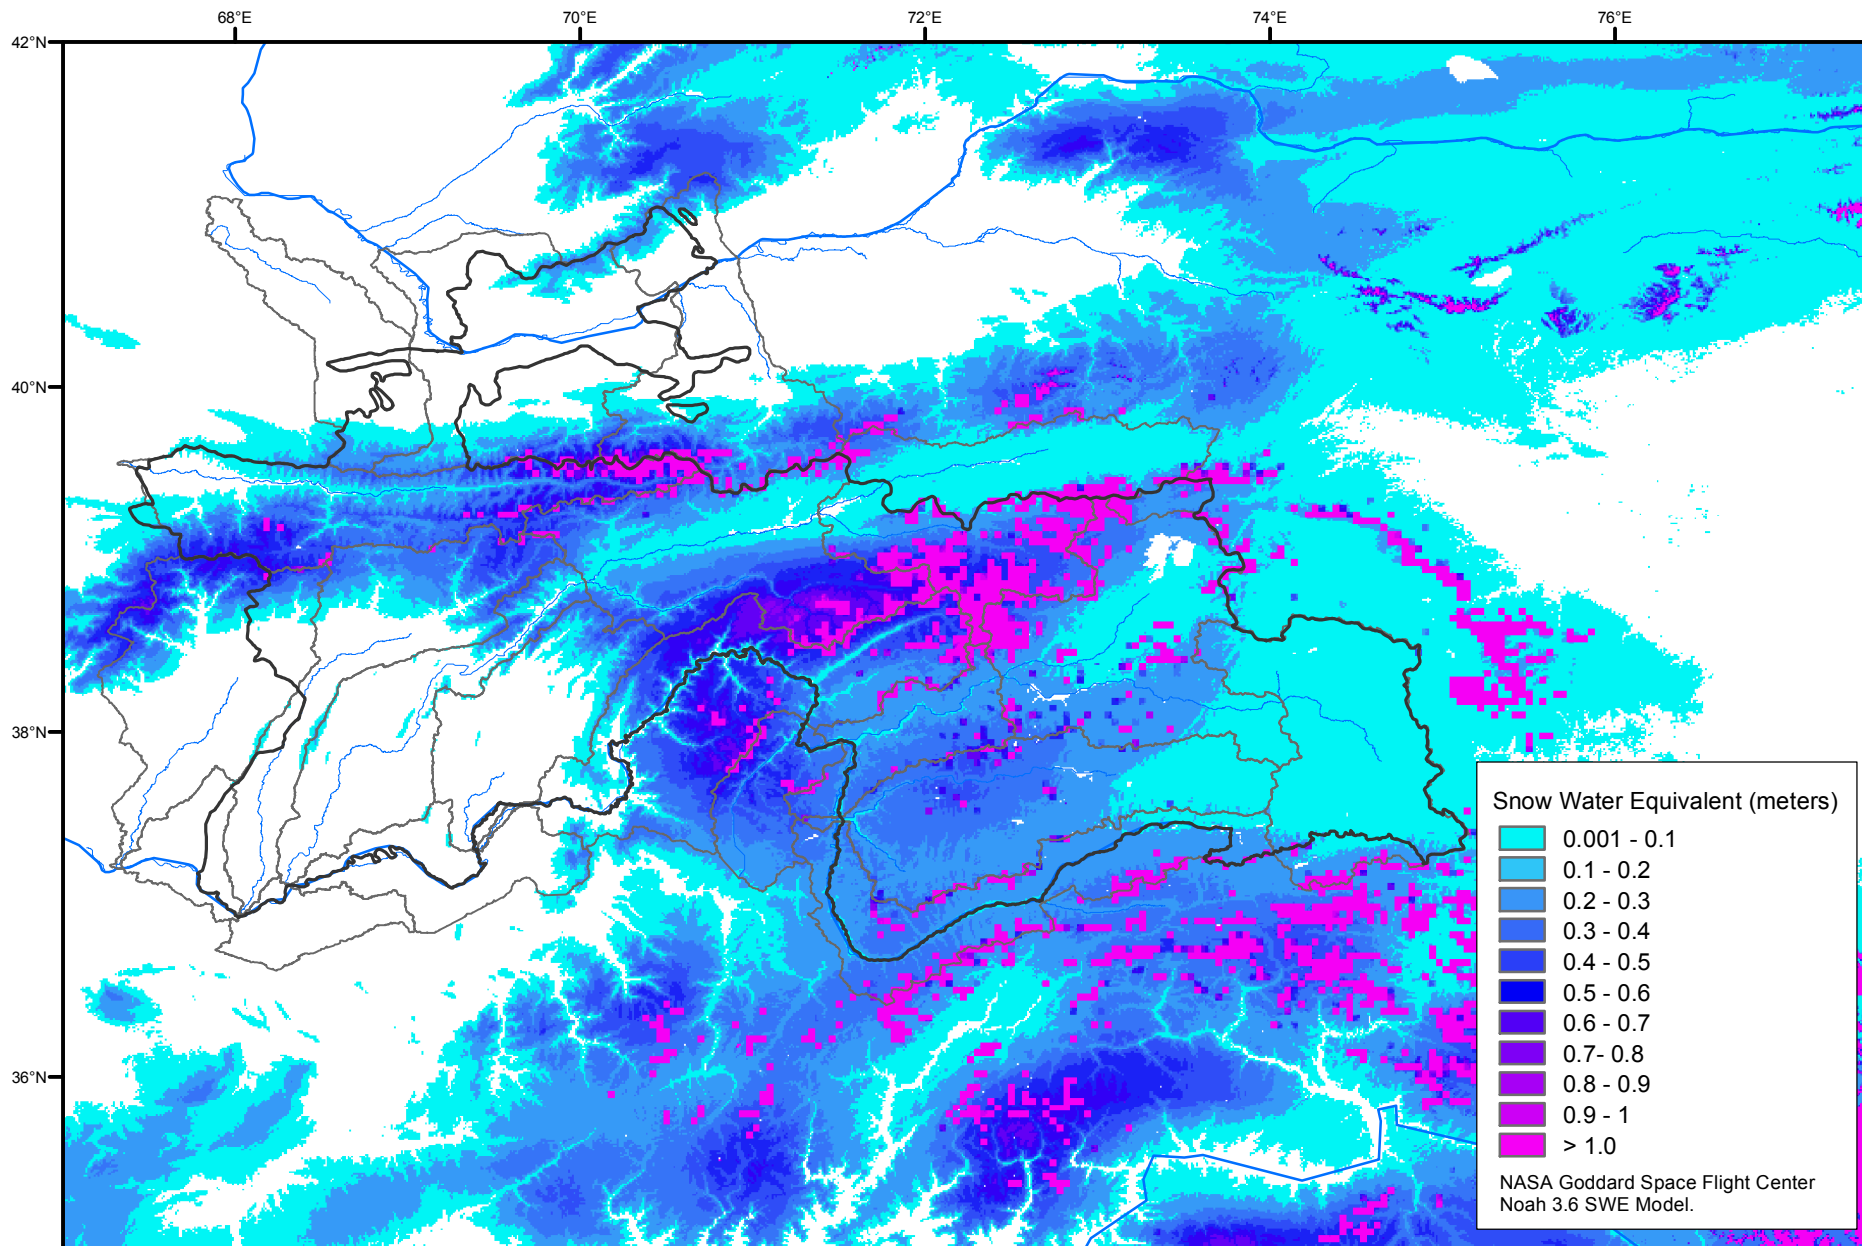 68°E 70°E 72°E 74°E 76°E
42°N
40°N
38°N
36°N
Snow Water Equivalent (meters)
0.001 - 0.1
0.1 - 0.2
0.2 - 0.3
0.3 - 0.4
0.4 - 0.5
0.5 - 0.6
0.6 - 0.7
0.7- 0.8
0.8 - 0.9
0.9 - 1
> 1.0
NASA Goddard Space Flight Center
Noah 3.6 SWE Model.